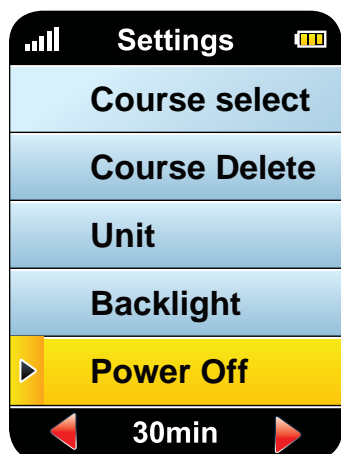 Settings
Course select
Course Delete
Unit
Backlight
Power Off
30min